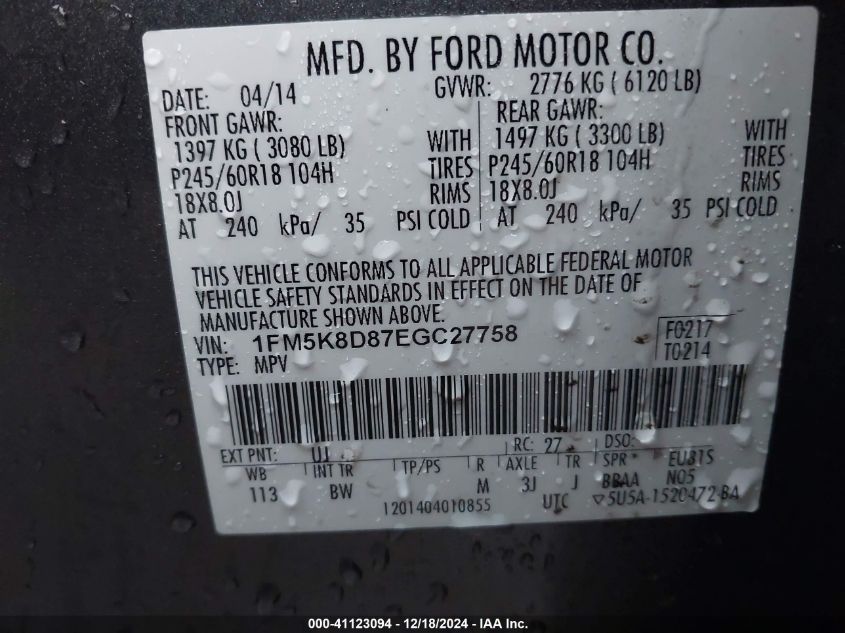 MFD. BY FORD MOTOR CO.
DATE: 04/14 GVWR: 2776 KG ( 6120 LB)
FRONT GAWR: REAR GAWR:
1397 KG ( 3080 LB) WITH 1497 KG ( 3300 LB) WITH
P245/60R18 104H TIRES P245/60R18 104H TIRES
18X8.0J RIMS 18X8.0J RIMS
AT 240 kPa/ 35 PSI COLD AT 240 kPa/ 35 PSI COLD
THIS VEHICLE CONFORMS TO ALL APPLICABLE FEDERAL MOTOR
VEHICLE SAFETY STANDARDS IN EFFECT ON THE DATE OF
MANUFACTURE SHOWN ABOVE.
VIN: 1FM5K8D87EGC27758 F0217
TYPE: MPV T0214
EXT PNT: UJ RC: 27 DSO:
WB INT TR TP/PS R AXLE TR SPR * EU81S
113 BW M 3J J BBAA N05
1201404010855 UTC ▽5U5A-1520472-BA
000-41123094 - 12/18/2024 - IAA Inc.